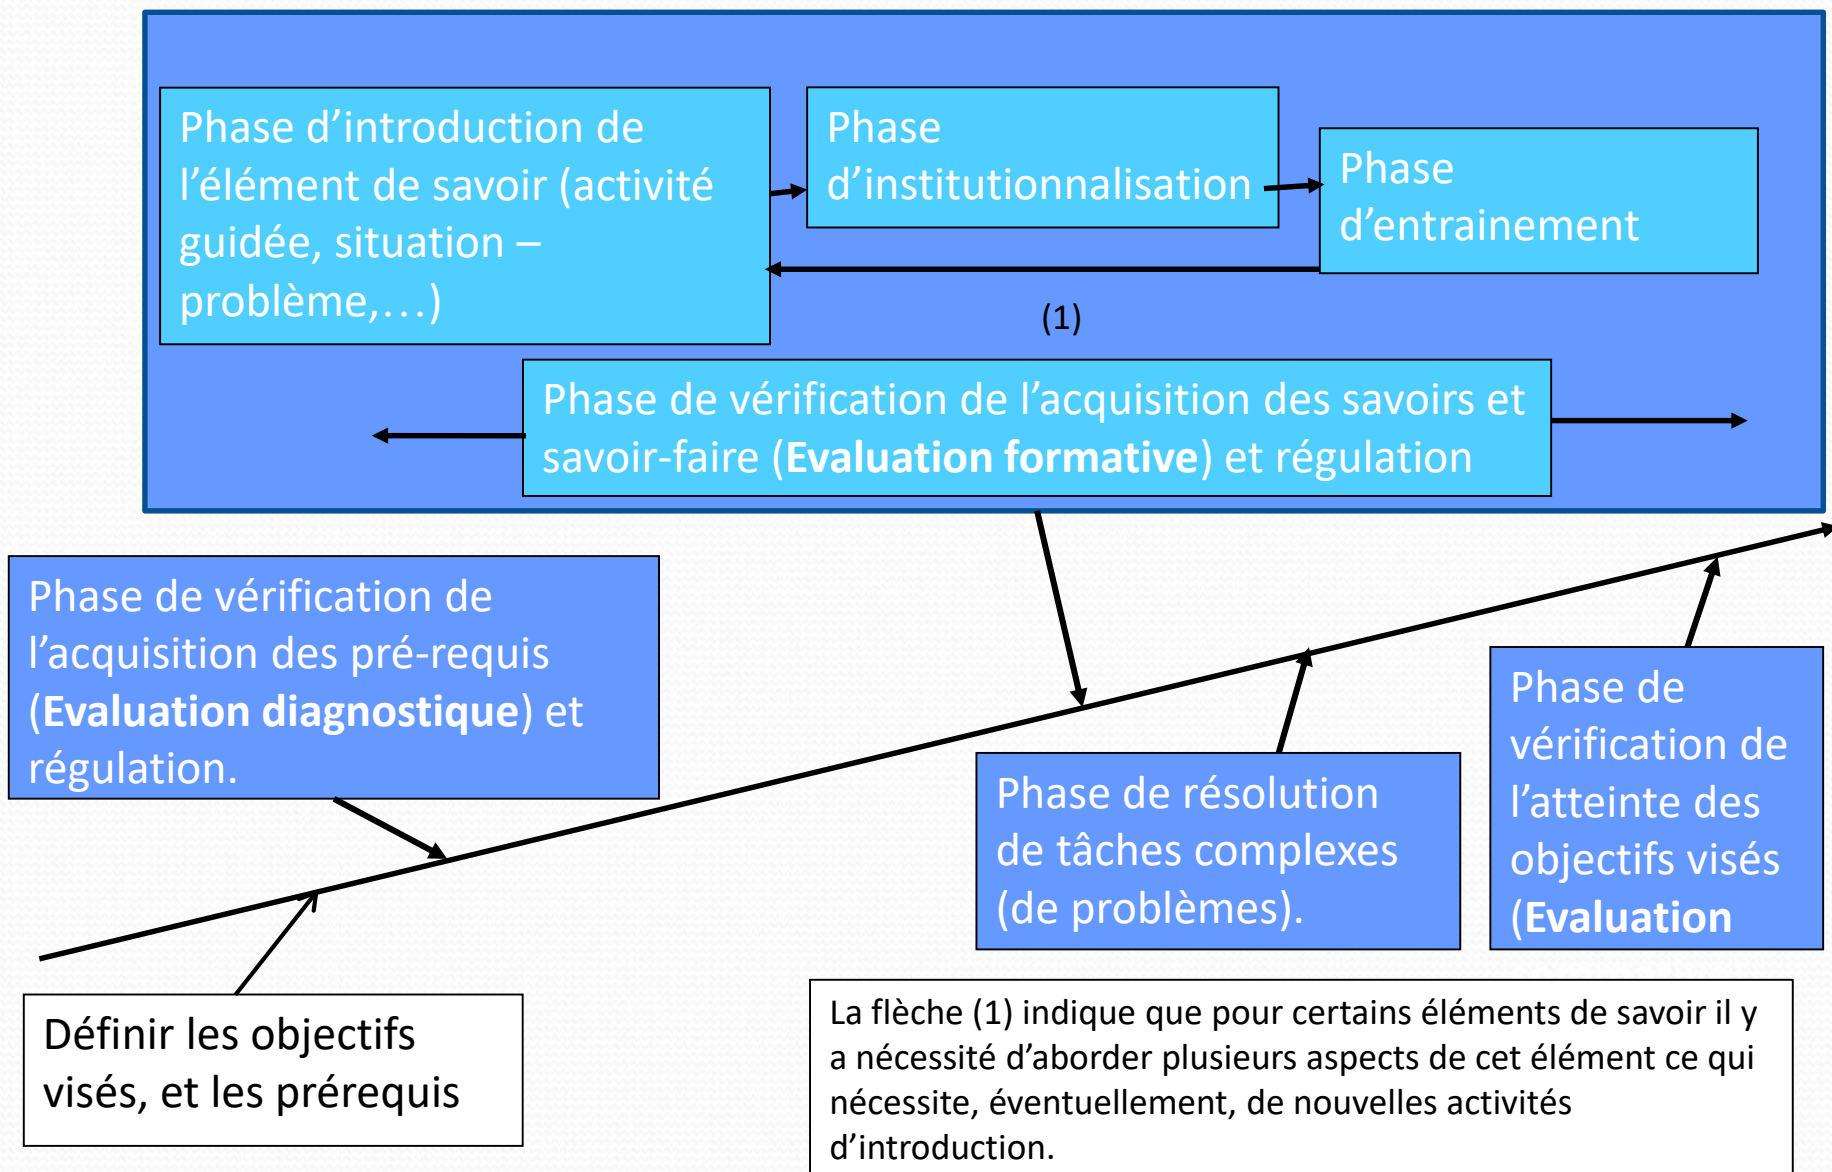 Phase d’introduction de
l’élément de savoir (activité
guidée, situation –
problème,…)
Phase
d’institutionnalisation
Phase
d’entrainement
(1)
Phase de vérification de l’acquisition des savoirs et
savoir-faire (Evaluation formative) et régulation
Phase de vérification de
l’acquisition des pré-requis
(Evaluation diagnostique) et
régulation.
Phase de résolution
de tâches complexes
(de problèmes).
Phase de
vérification de
l’atteinte des
objectifs visés
(Evaluation
Définir les objectifs
visés, et les prérequis
La flèche (1) indique que pour certains éléments de savoir il y
a nécessité d’aborder plusieurs aspects de cet élément ce qui
nécessite, éventuellement, de nouvelles activités
d’introduction.